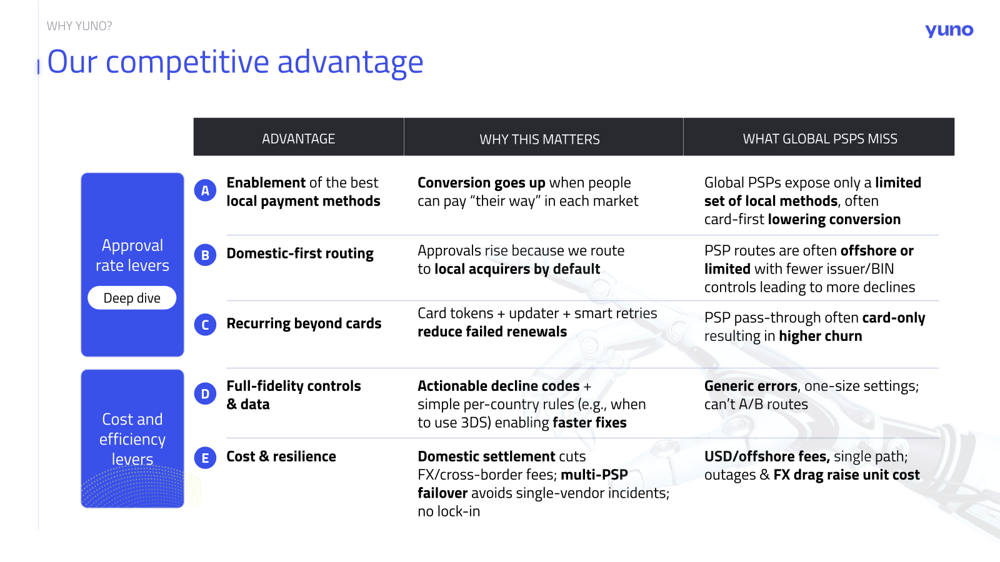 WHY YUNO?
yuno
Our competitive advantage
ADVANTAGE
WHY THIS MATTERS
WHAT GLOBAL PSPS MISS
Approval
rate levers
Deep dive
A
Enablement of the best
local payment methods
Conversion goes up when people
can pay “their way” in each market
Global PSPs expose only a limited
set of local methods, often
card-first lowering conversion
B
Domestic-first routing
Approvals rise because we route
to local acquirers by default
PSP routes are often offshore or
limited with fewer issuer/BIN
controls leading to more declines
C
Recurring beyond cards
Card tokens + updater + smart retries
reduce failed renewals
PSP pass-through often card-only
resulting in higher churn
Cost and
efficiency
levers
D
Full-fidelity controls
& data
Actionable decline codes +
simple per-country rules (e.g., when
to use 3DS) enabling faster fixes
Generic errors, one-size settings;
can’t A/B routes
E
Cost & resilience
Domestic settlement cuts
FX/cross-border fees; multi-PSP
failover avoids single-vendor incidents;
no lock-in
USD/offshore fees, single path;
outages & FX drag raise unit cost